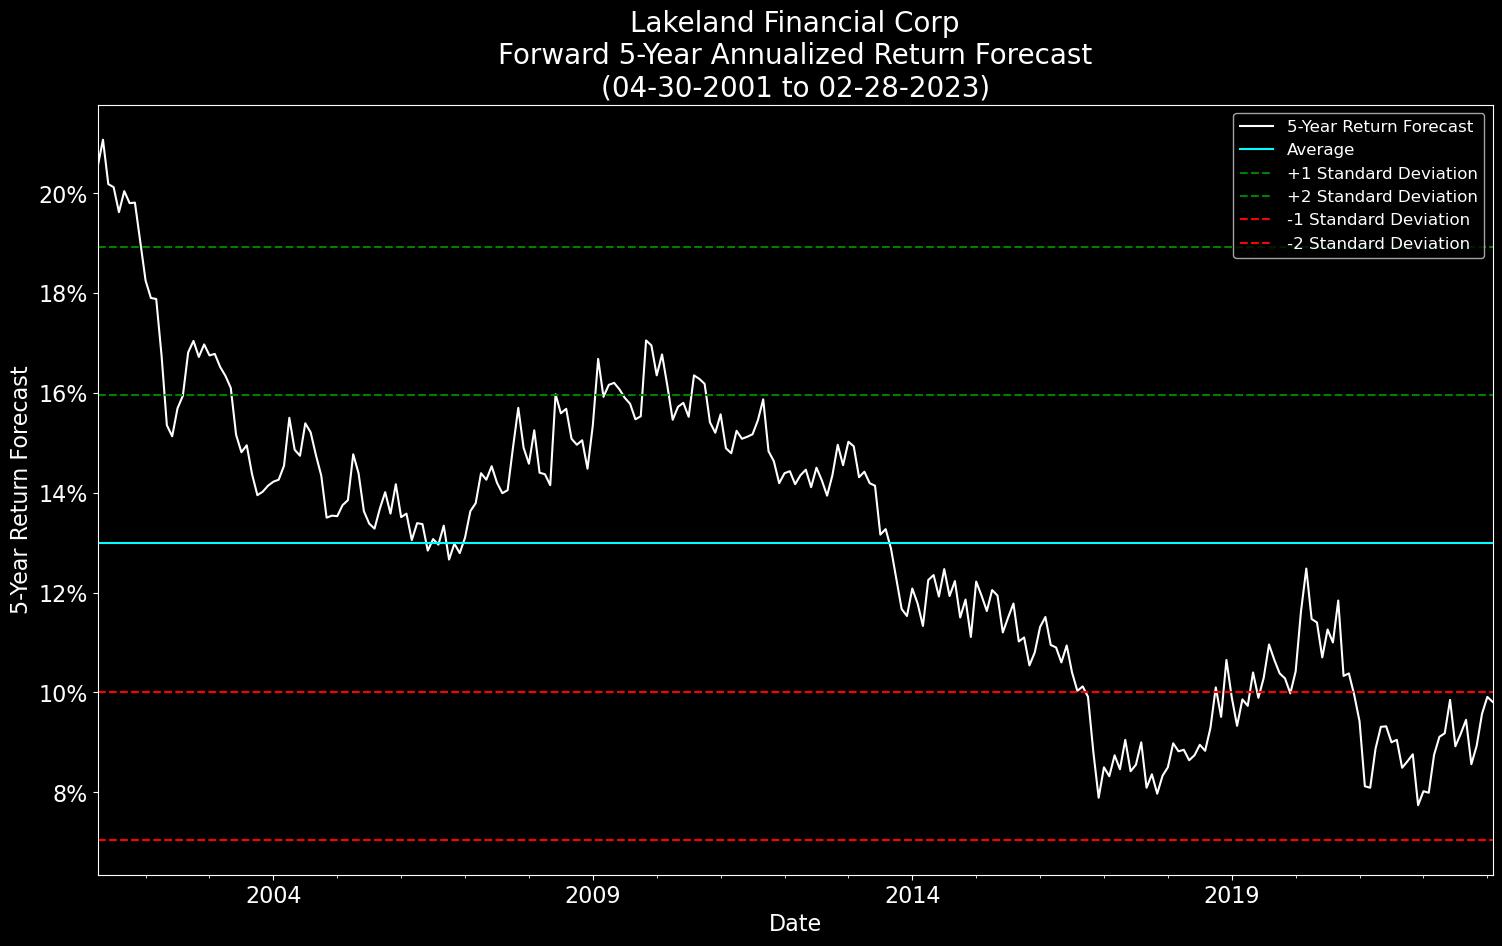 Lakeland Financial Corp
Forward 5-Year Annualized Return Forecast
(04-30-2001 to 02-28-2023)
5-Year Return Forecast
Average
+1 Standard Deviation
+2 Standard Deviation
-1 Standard Deviation
-2 Standard Deviation
20%
18%
16%
14%
12%
10%
8%
5-Year Return Forecast
2004
2009
2014
2019
Date